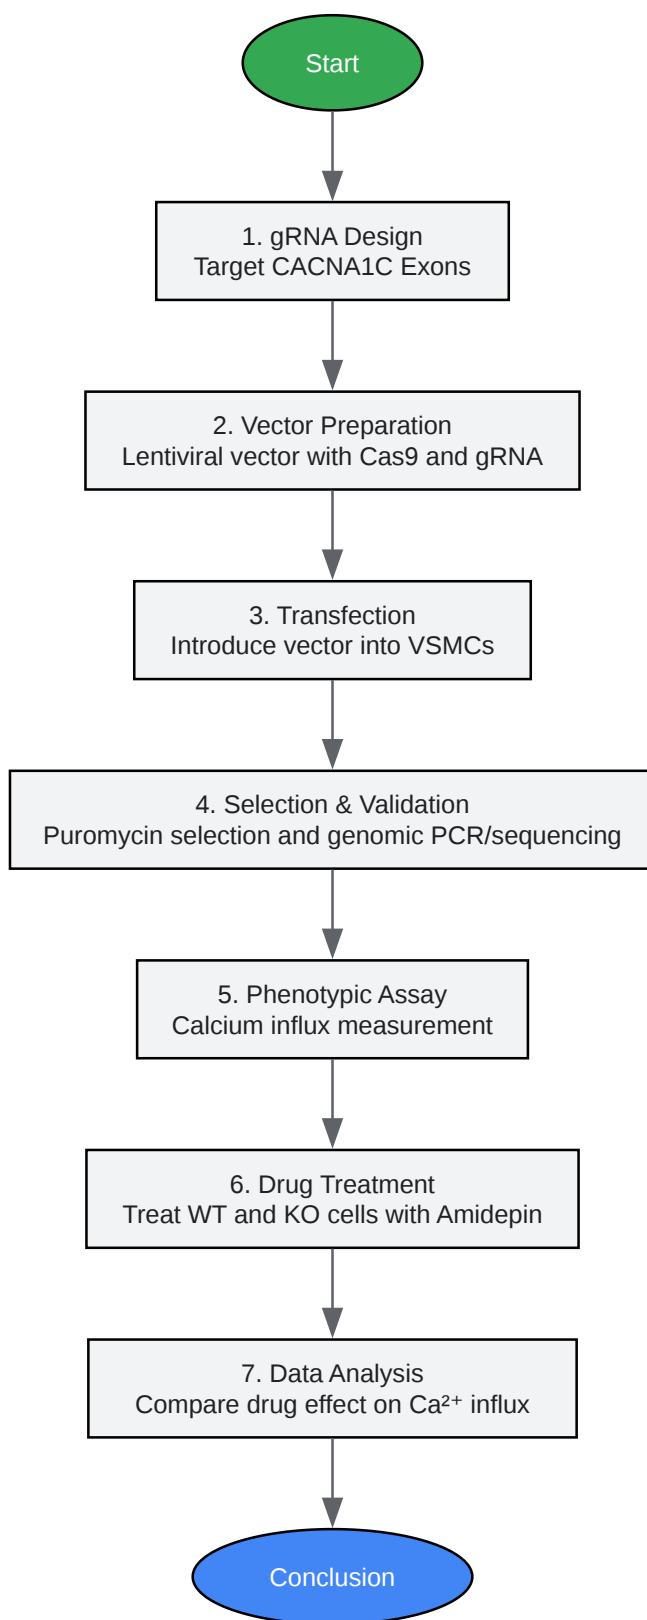 Start
1. gRNA Design
Target CACNA1C Exons
2. Vector Preparation
Lentiviral vector with Cas9 and gRNA
3. Transfection
Introduce vector into VSMCs
4. Selection & Validation
Puromycin selection and genomic PCR/sequencing
5. Phenotypic Assay
Calcium influx measurement
6. Drug Treatment
Treat WT and KO cells with Amidepin
7. Data Analysis
Compare drug effect on Ca²⁺ influx
Conclusion